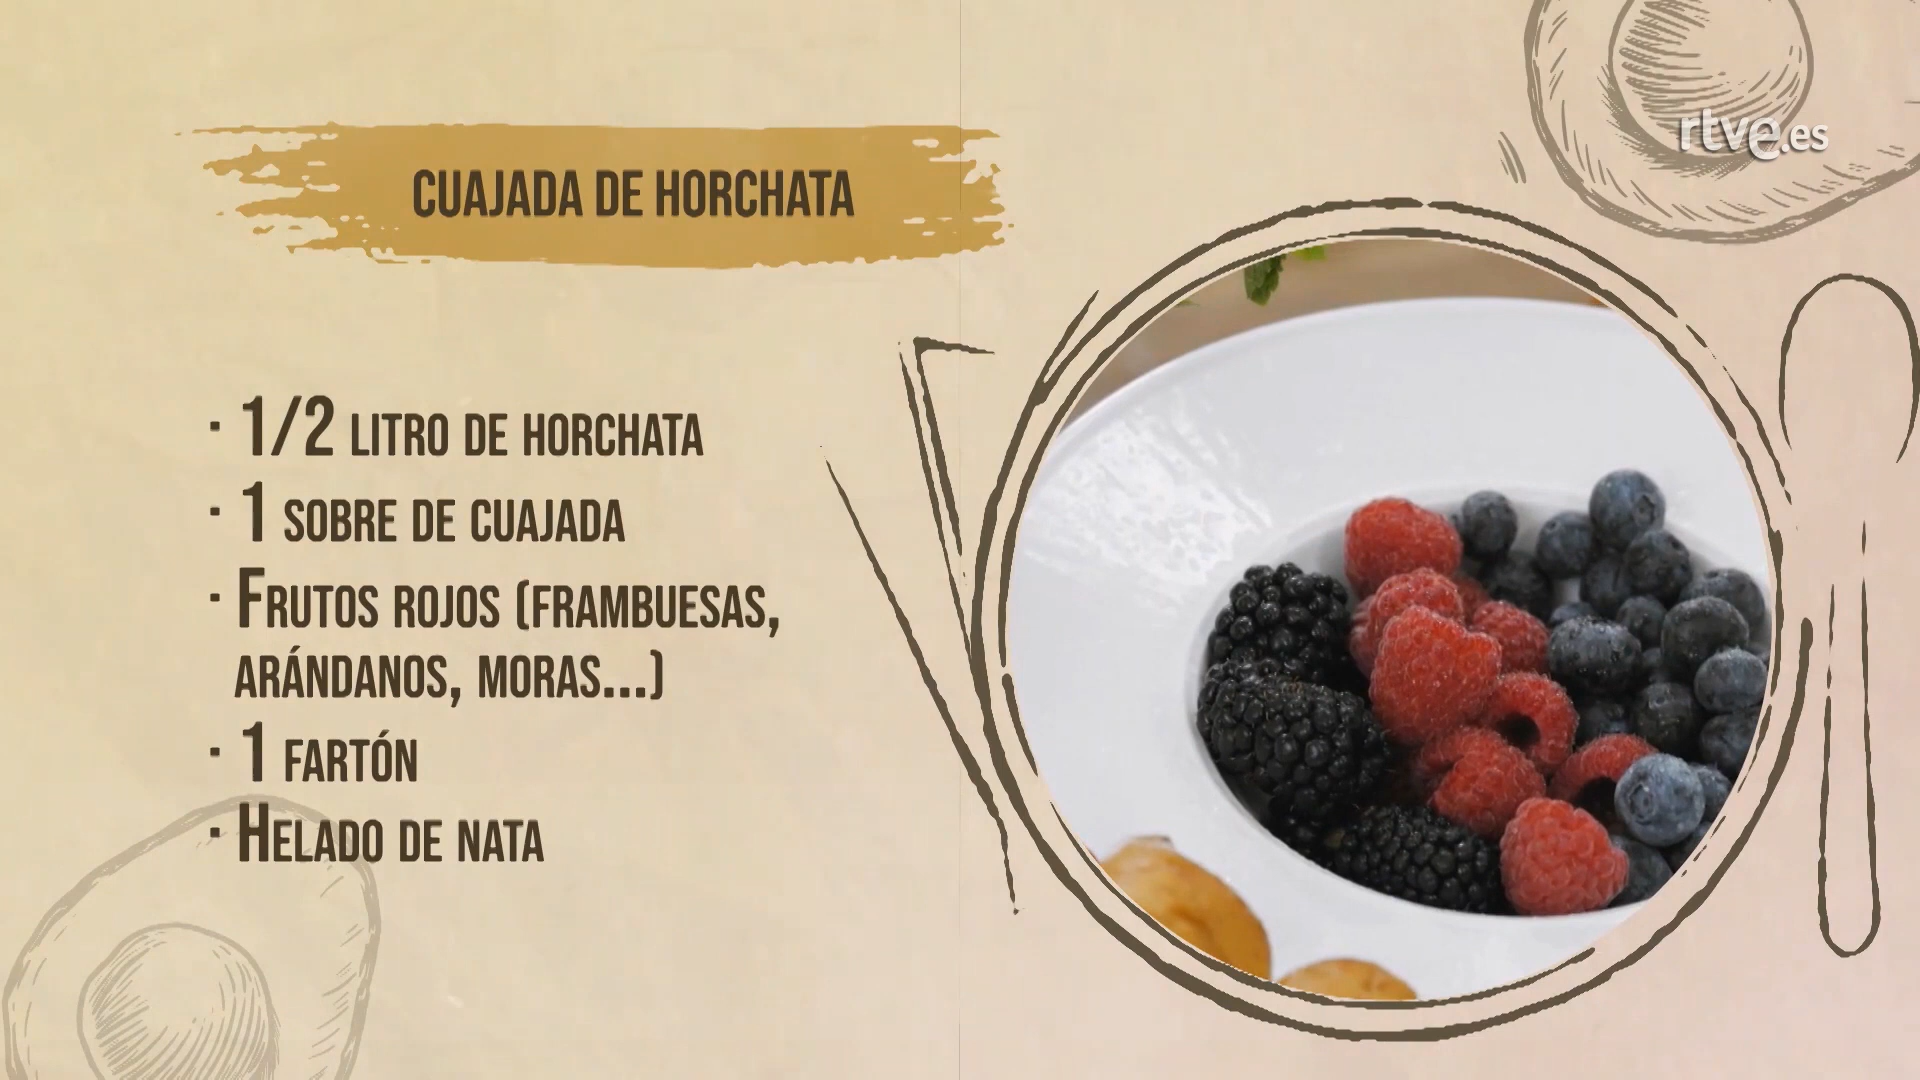 rtve.es
CUAJADA DE HORCHATA
· 1/2 LITRO DE HORCHATA
· 1 SOBRE DE CUAJADA
· FRUTOS ROJOS (FRAMBUESAS,
ARÁNDANOS, MORAS...)
· 1 FARTÓN
· HELADO DE NATA